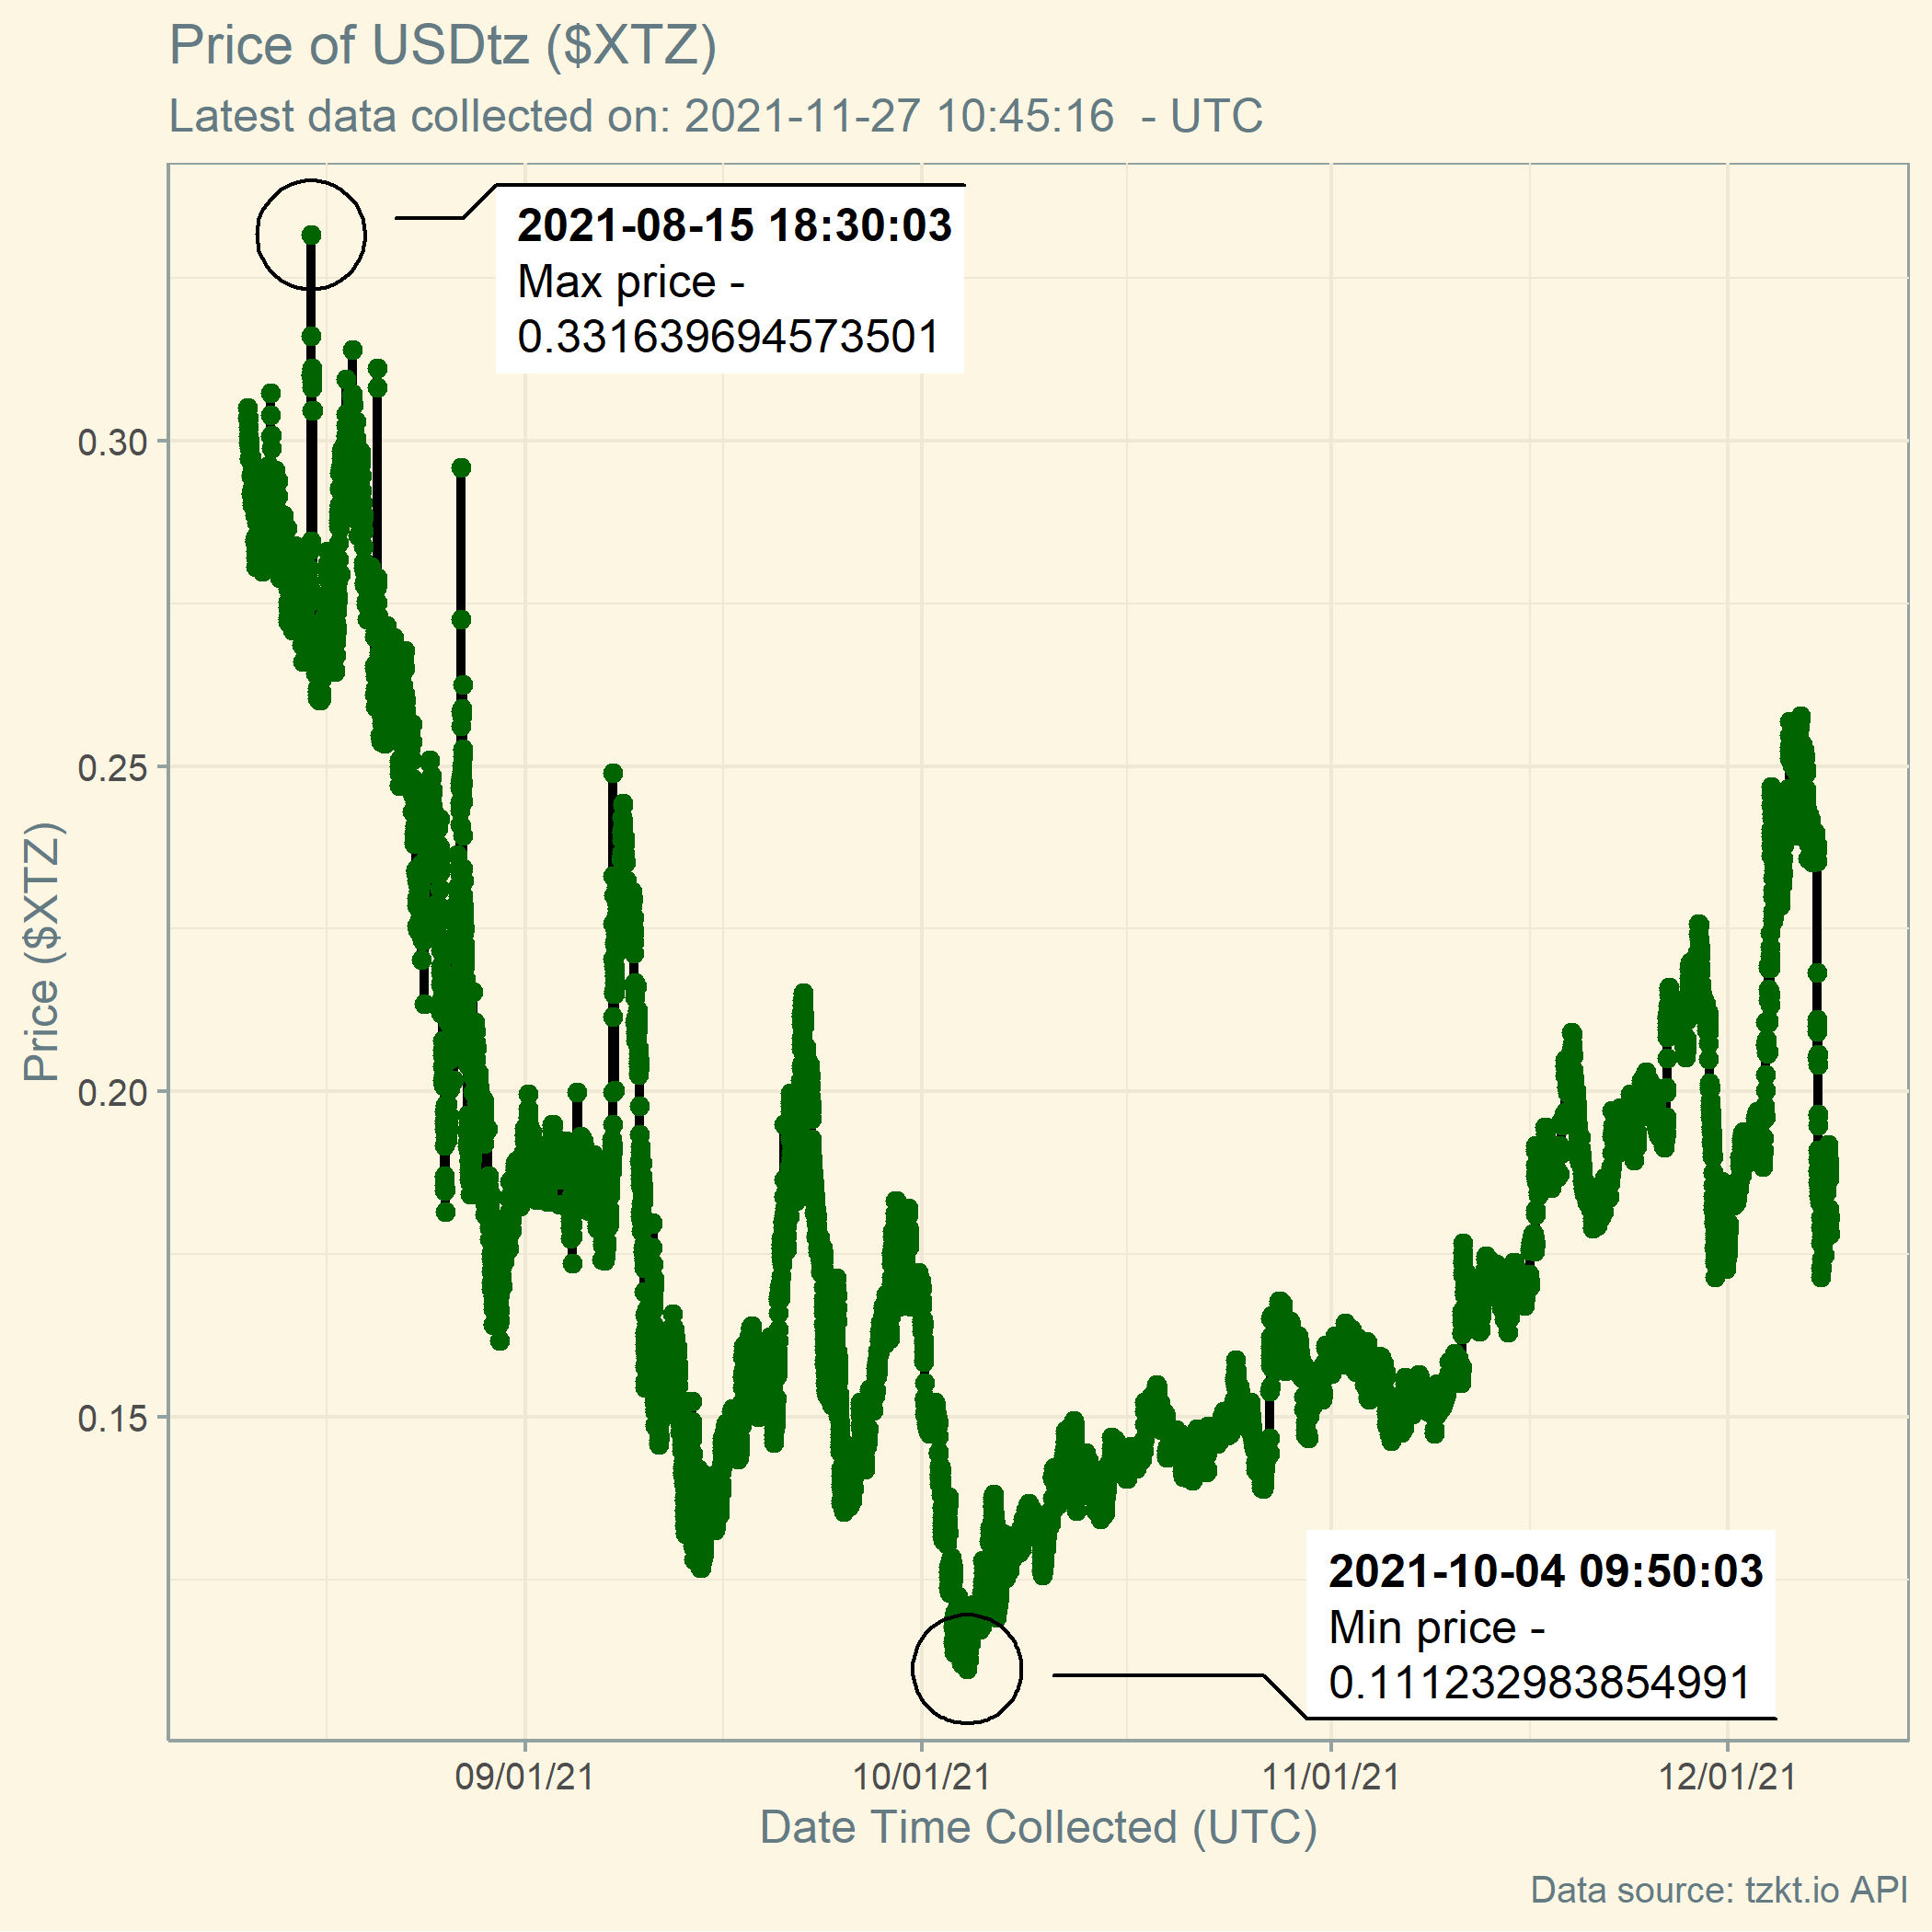 Price of USDtz ($XTZ)
Latest data collected on: 2021-11-27 10:45:16  - UTC
2021-08-15 18:30:03
Max price -
0.331639694573501
0.30
0.25
0.20
0.15
Price ($XTZ)
2021-10-04 09:50:03
Min price -
0.111232983854991
09/01/21
10/01/21
11/01/21
12/01/21
Date Time Collected (UTC)
Data source: tzkt.io API